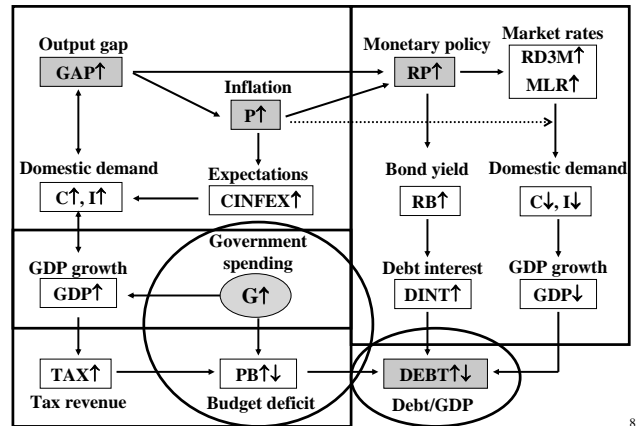 Output gap
GAP↑
Inflation
P↑
Domestic demand
C↑, I↑
Expectations
CINFEX↑
GDP growth
GDP↑
Government
spending
G↑
TAX↑
Tax revenue
PB↑↓
Budget deficit
Monetary policy
RP↑
Market rates
RD3M↑
MLR↑
Bond yield
RB↑
Domestic demand
C↓, I↓
Debt interest
DINT↑
GDP growth
GDP↓
DEBT↑↓
Debt/GDP
8